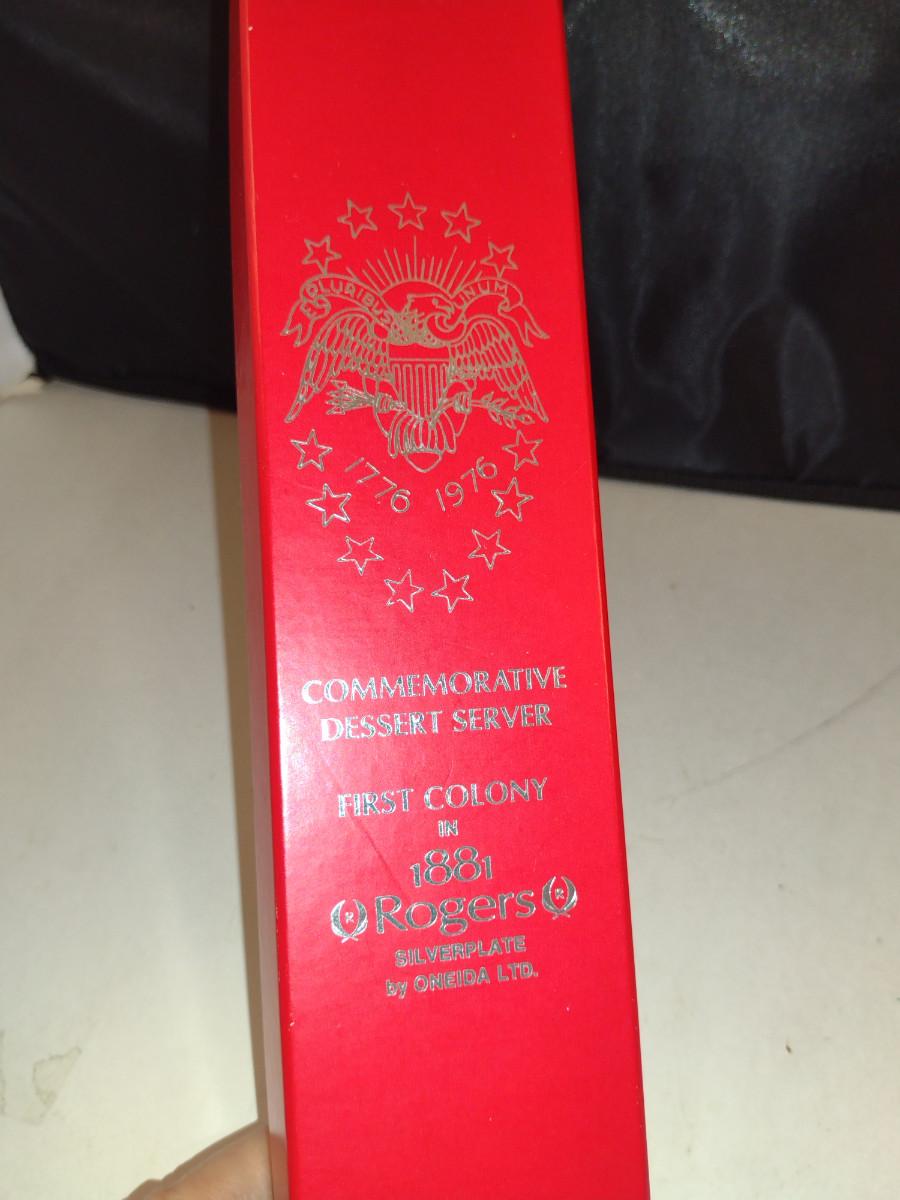 E PLURIBUS UNUM
1776 1976
COMMEMORATIVE
DESSERT SERVER
FIRST COLONY
IN
1881
R Rogers R
SILVERPLATE
by ONEIDA LTD.